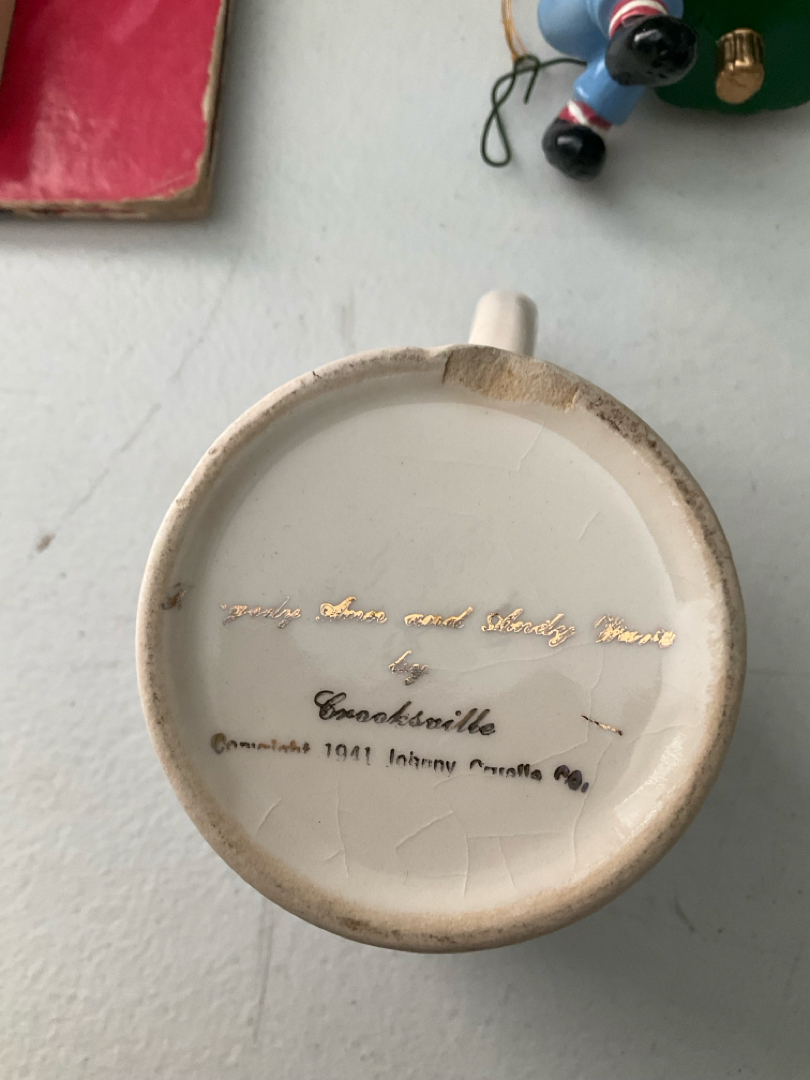 Ann and Andy Ware
by
Crooksville
Copyright 1941 Johnny Gruelle Co.